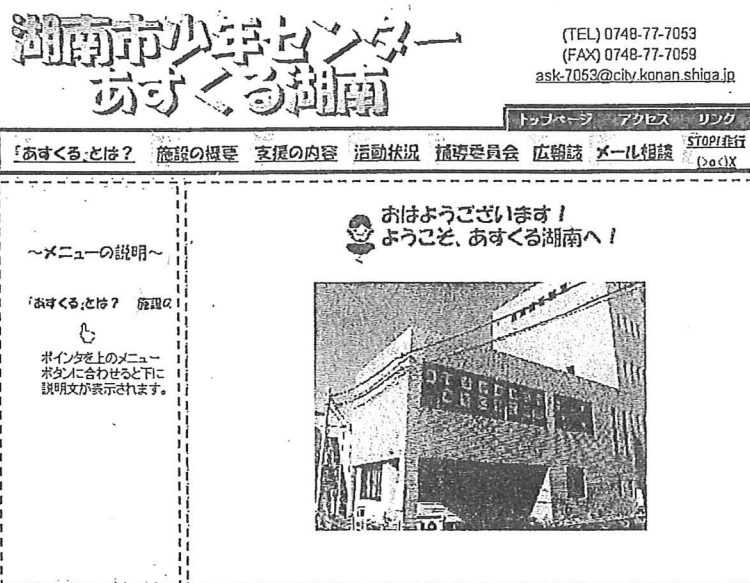 湖南市少年センター
あすくる湖南
(TEL) 0748-77-7053
(FAX) 0748-77-7059
ask-7053@city.konan.shiga.jp
トップページ アクセス リンク
「あすくる」とは? 施設の概要 支援の内容 活動状況 補導委員会 広報誌 メール相談 STOP!非行
(>o<)X
~メニューの説明~
「あすくる」とは? 施設の
ポインタを上のメニュー
ボタンに合わせると下に
説明文が表示されます。
おはようございます!
ようこそ、あすくる湖南へ!